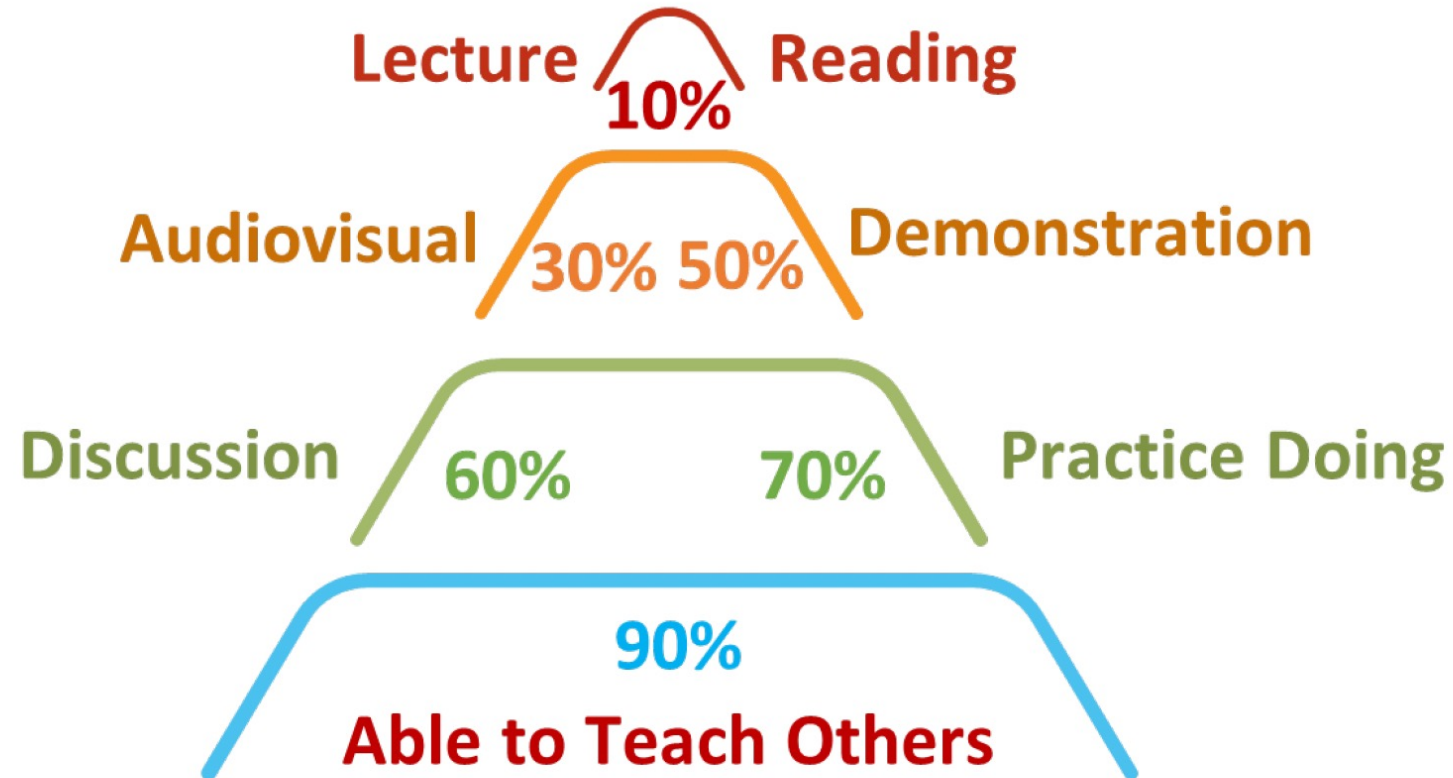 Lecture Reading
10%
Audiovisual Demonstration
30% 50%
Discussion Practice Doing
60% 70%
90%
Able to Teach Others